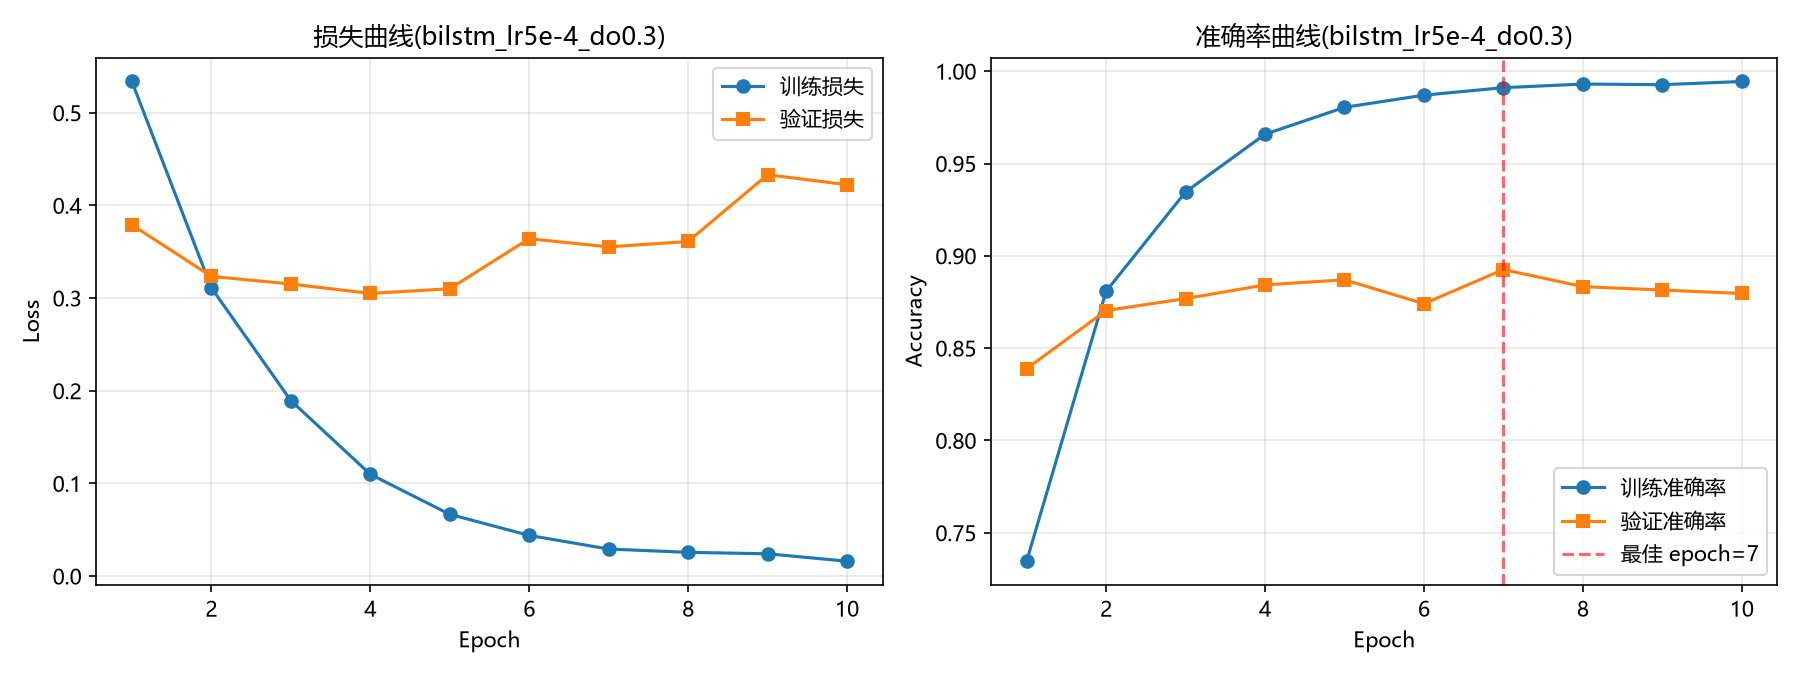 损失曲线(bilstm_lr5e-4_do0.3)
训练损失
验证损失
0.5
0.4
0.3
0.2
0.1
0.0
Loss
2 4 6 8 10
Epoch
准确率曲线(bilstm_lr5e-4_do0.3)
1.00
0.95
0.90
0.85
0.80
0.75
Accuracy
训练准确率
验证准确率
最佳 epoch=7
2 4 6 8 10
Epoch